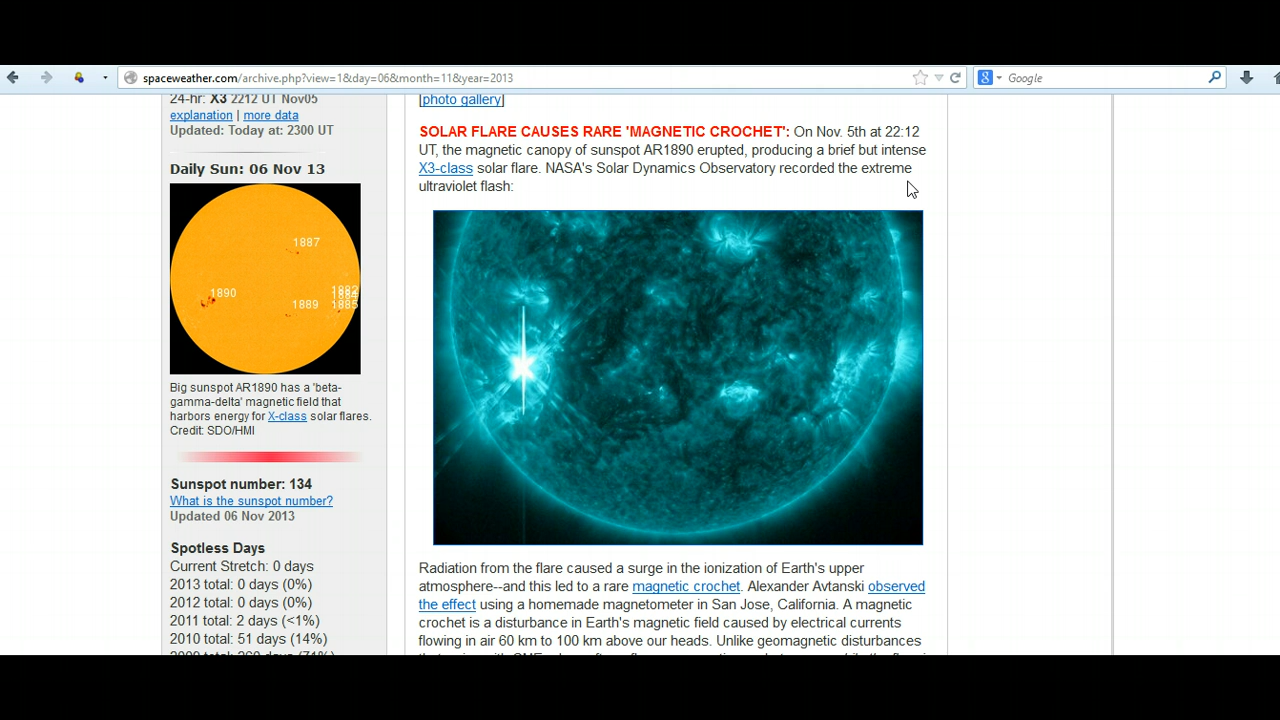 spaceweather.com/archive.php?view=1&day=06&month=11&year=2013
Google
24-hr: X3 2212 UT Nov05
explanation | more data
Updated: Today at: 2300 UT
Daily Sun: 06 Nov 13
1887
1890
1889
1885
Big sunspot AR1890 has a 'beta-
gamma-delta' magnetic field that
harbors energy for X-class solar flares.
Credit: SDO/HMI
Sunspot number: 134
What is the sunspot number?
Updated 06 Nov 2013
Spotless Days
Current Stretch: 0 days
2013 total: 0 days (0%)
2012 total: 0 days (0%)
2011 total: 2 days (<1%)
2010 total: 51 days (14%)
[photo gallery]
SOLAR FLARE CAUSES RARE 'MAGNETIC CROCHET': On Nov. 5th at 22:12
UT, the magnetic canopy of sunspot AR1890 erupted, producing a brief but intense
X3-class solar flare. NASA's Solar Dynamics Observatory recorded the extreme
ultraviolet flash:
Radiation from the flare caused a surge in the ionization of Earth's upper
atmosphere--and this led to a rare magnetic crochet. Alexander Avtanski observed
the effect using a homemade magnetometer in San Jose, California. A magnetic
crochet is a disturbance in Earth's magnetic field caused by electrical currents
flowing in air 60 km to 100 km above our heads. Unlike geomagnetic disturbances